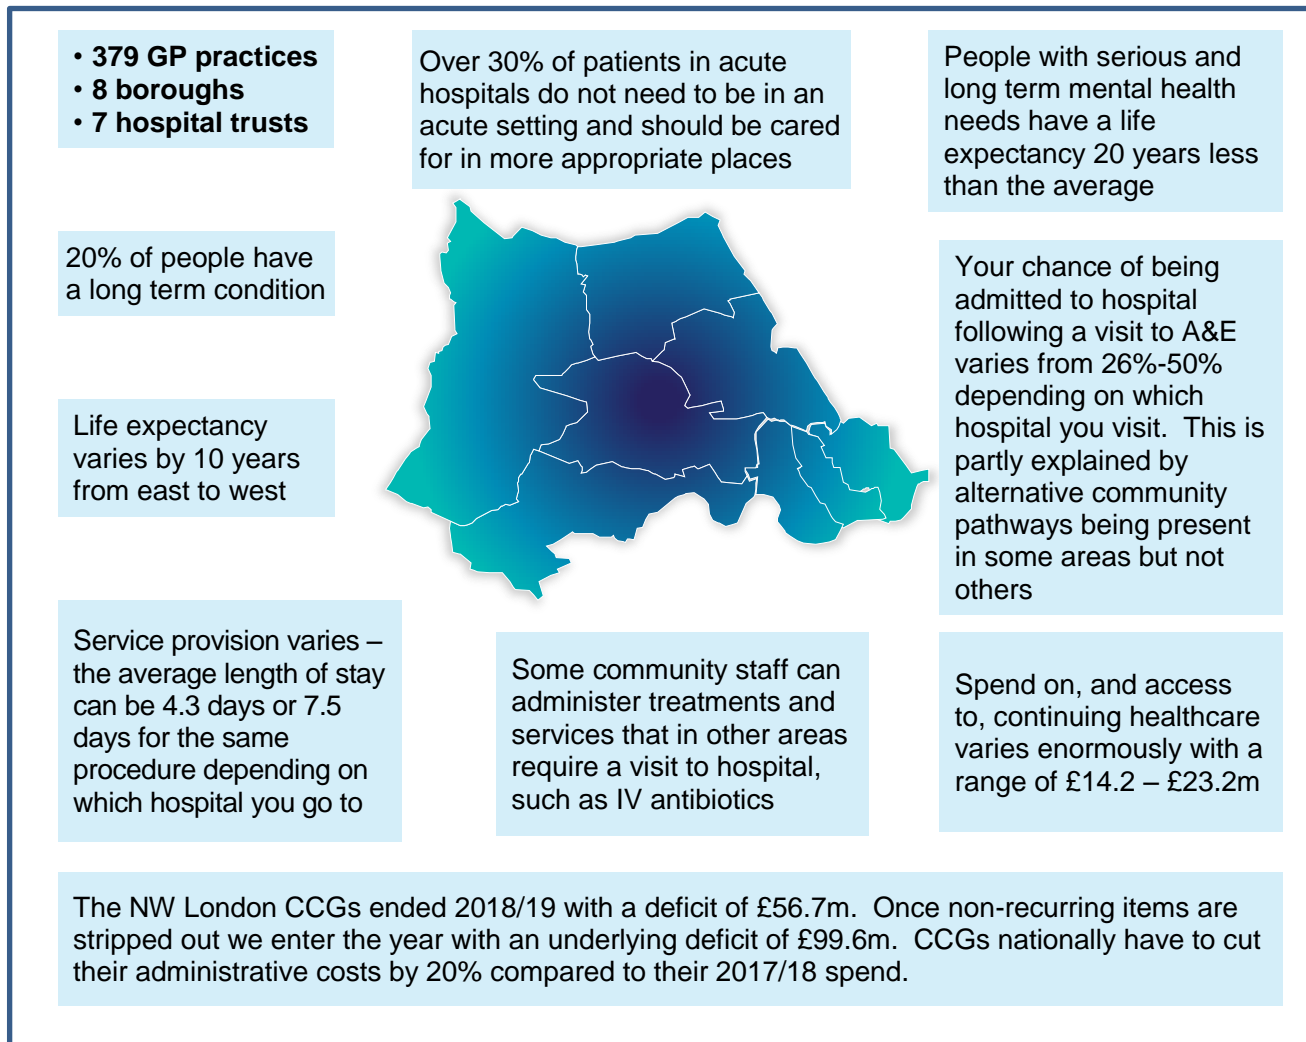 • 379 GP practices
• 8 boroughs
• 7 hospital trusts
Over 30% of patients in acute
hospitals do not need to be in an
acute setting and should be cared
for in more appropriate places
People with serious and
long term mental health
needs have a life
expectancy 20 years less
than the average
20% of people have
a long term condition
Your chance of being
admitted to hospital
following a visit to A&E
varies from 26%-50%
depending on which
hospital you visit.  This is
partly explained by
alternative community
pathways being present
in some areas but not
others
Life expectancy
varies by 10 years
from east to west
Service provision varies –
the average length of stay
can be 4.3 days or 7.5
days for the same
procedure depending on
which hospital you go to
Some community staff can
administer treatments and
services that in other areas
require a visit to hospital,
such as IV antibiotics
Spend on, and access
to, continuing healthcare
varies enormously with a
range of £14.2 – £23.2m
The NW London CCGs ended 2018/19 with a deficit of £56.7m.  Once non-recurring items are
stripped out we enter the year with an underlying deficit of £99.6m.  CCGs nationally have to cut
their administrative costs by 20% compared to their 2017/18 spend.